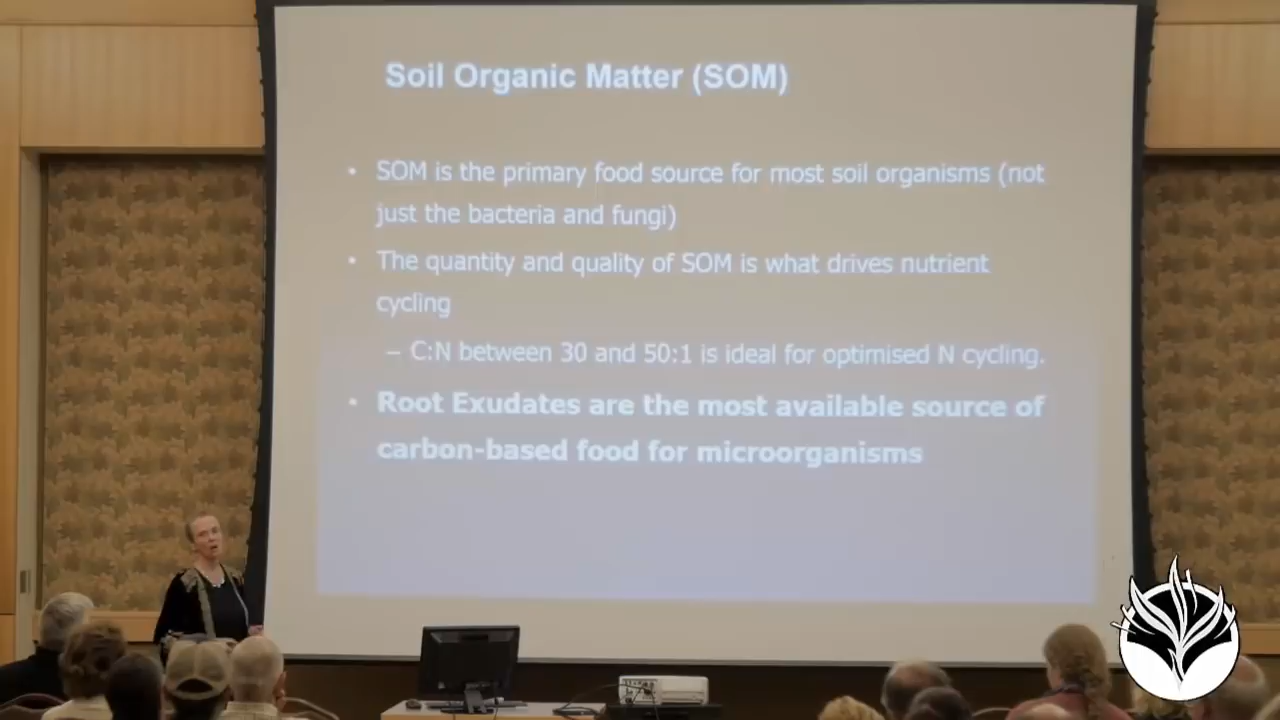 Soil Organic Matter (SOM)
• SOM is the primary food source for most soil organisms (not
just the bacteria and fungi)
• The quantity and quality of SOM is what drives nutrient
cycling
– C:N between 30 and 50:1 is ideal for optimised N cycling.
• Root Exudates are the most available source of
carbon-based food for microorganisms